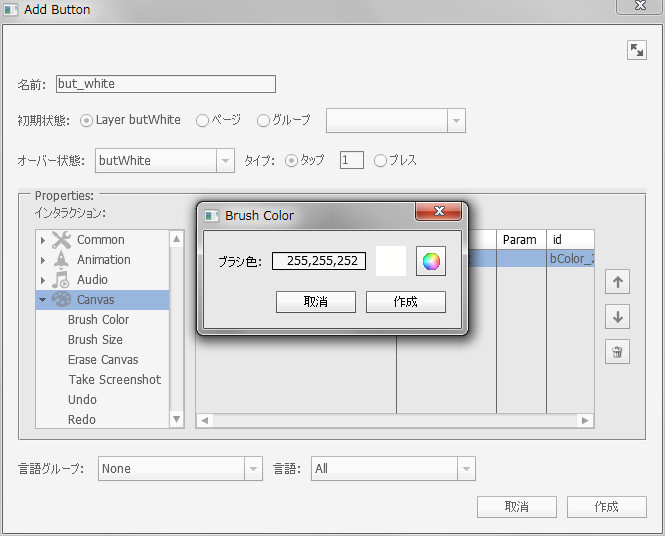 Add Button
名前: but_white
初期状態: Layer butWhite ページ グループ
オーバー状態: butWhite タイプ: タップ 1 プレス
Properties:
インタラクション:
Common
Animation
Audio
Canvas
Brush Color
Brush Size
Erase Canvas
Take Screenshot
Undo
Redo
Param id
bColor_2
Brush Color
ブラシ色: 255,255,252
取消 作成
言語グループ: None 言語: All
取消 作成